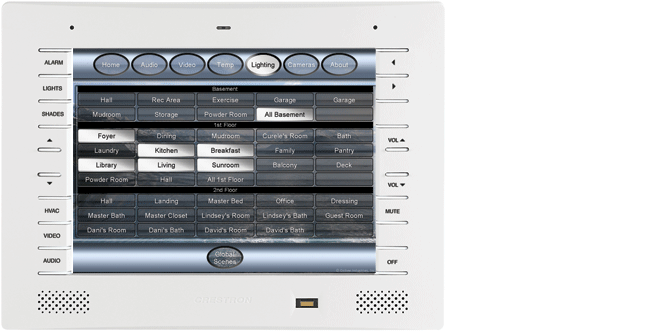 ALARM
LIGHTS
SHADES
HVAC
VIDEO
AUDIO
Home Audio Video Temp Lighting Cameras About
Basement
Hall Rec Area Exercise Garage Garage
Mudroom Storage Powder Room All Basement
1st Floor
Foyer Dining Mudroom Curele's Room Bath
Laundry Kitchen Breakfast Family Pantry
Library Living Sunroom Balcony Deck
Powder Room Hall All 1st Floor
2nd Floor
Hall Landing Master Bed Office Dressing
Master Bath Master Closet Lindsey's Room Lindsey's Bath Guest Room
Dani's Room Dani's Bath David's Room David's Bath
Global
Scenes
VOL
VOL
MUTE
OFF
CRESTRON